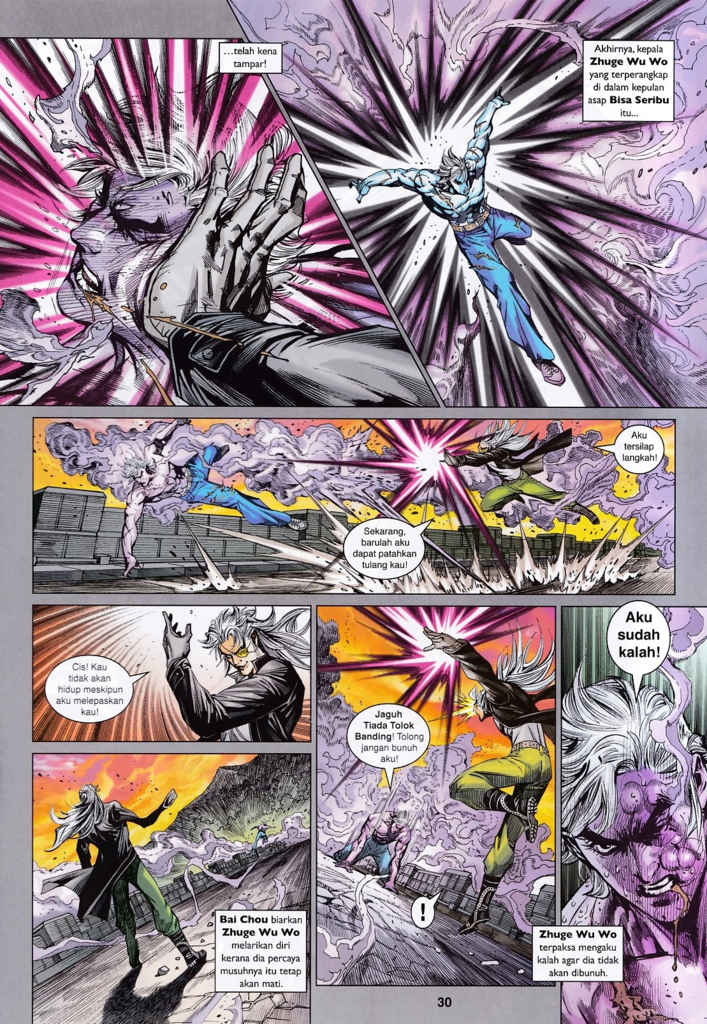 Akhirnya, kepala
Zhuge Wu Wo
yang terperangkap
di dalam kepulan
asap Bisa Seribu
itu...
...telah kena
tampar!
Aku
tersilap
langkah!
Sekarang,
barulah aku
dapat patahkan
tulang kau!
Cis! Kau
tidak akan
hidup meskipun
aku melepaskan
kau!
Bai Chou biarkan
Zhuge Wu Wo
melarikan diri
kerana dia percaya
musuhnya itu tetap
akan mati.
Jaguh
Tiada Tolok
Banding! Tolong
jangan bunuh
aku!
!
Aku
sudah
kalah!
Zhuge Wu Wo
terpaksa mengaku
kalah agar dia tidak
akan dibunuh.
30